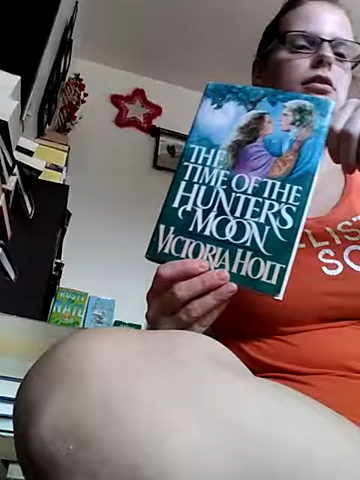 THE
TIME OF THE
HUNTER'S
MOON
VICTORIA HOLT